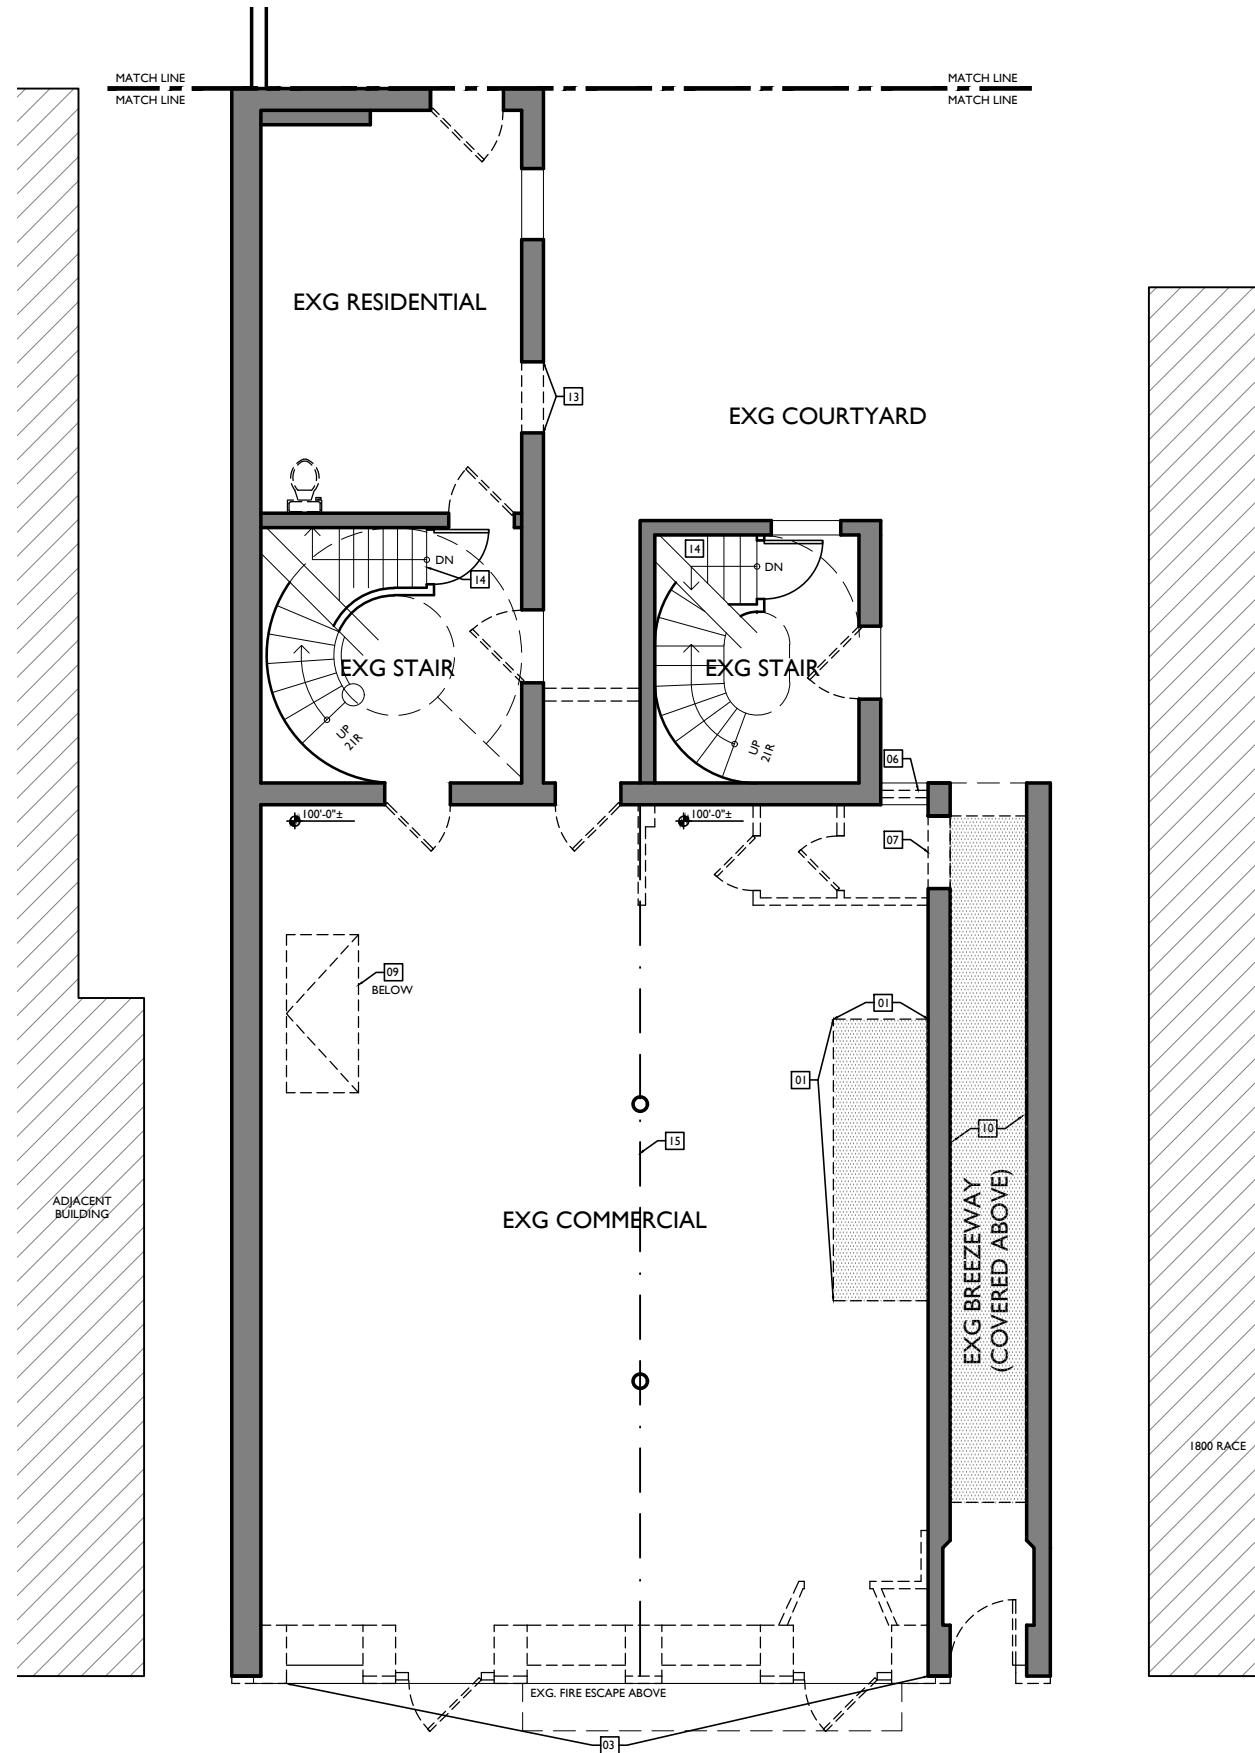 MATCH LINE
MATCH LINE
MATCH LINE
MATCH LINE
EXG RESIDENTIAL
13
EXG COURTYARD
DN
14
14
DN
EXG STAIR
EXG STAIR
UP
21R
UP
21R
06
100'-0"±
100'-0"±
07
09
BELOW
01
01
10
15
ADJACENT
BUILDING
EXG COMMERCIAL
EXG BREEZEWAY
(COVERED ABOVE)
1800 RACE
EXG. FIRE ESCAPE ABOVE
03